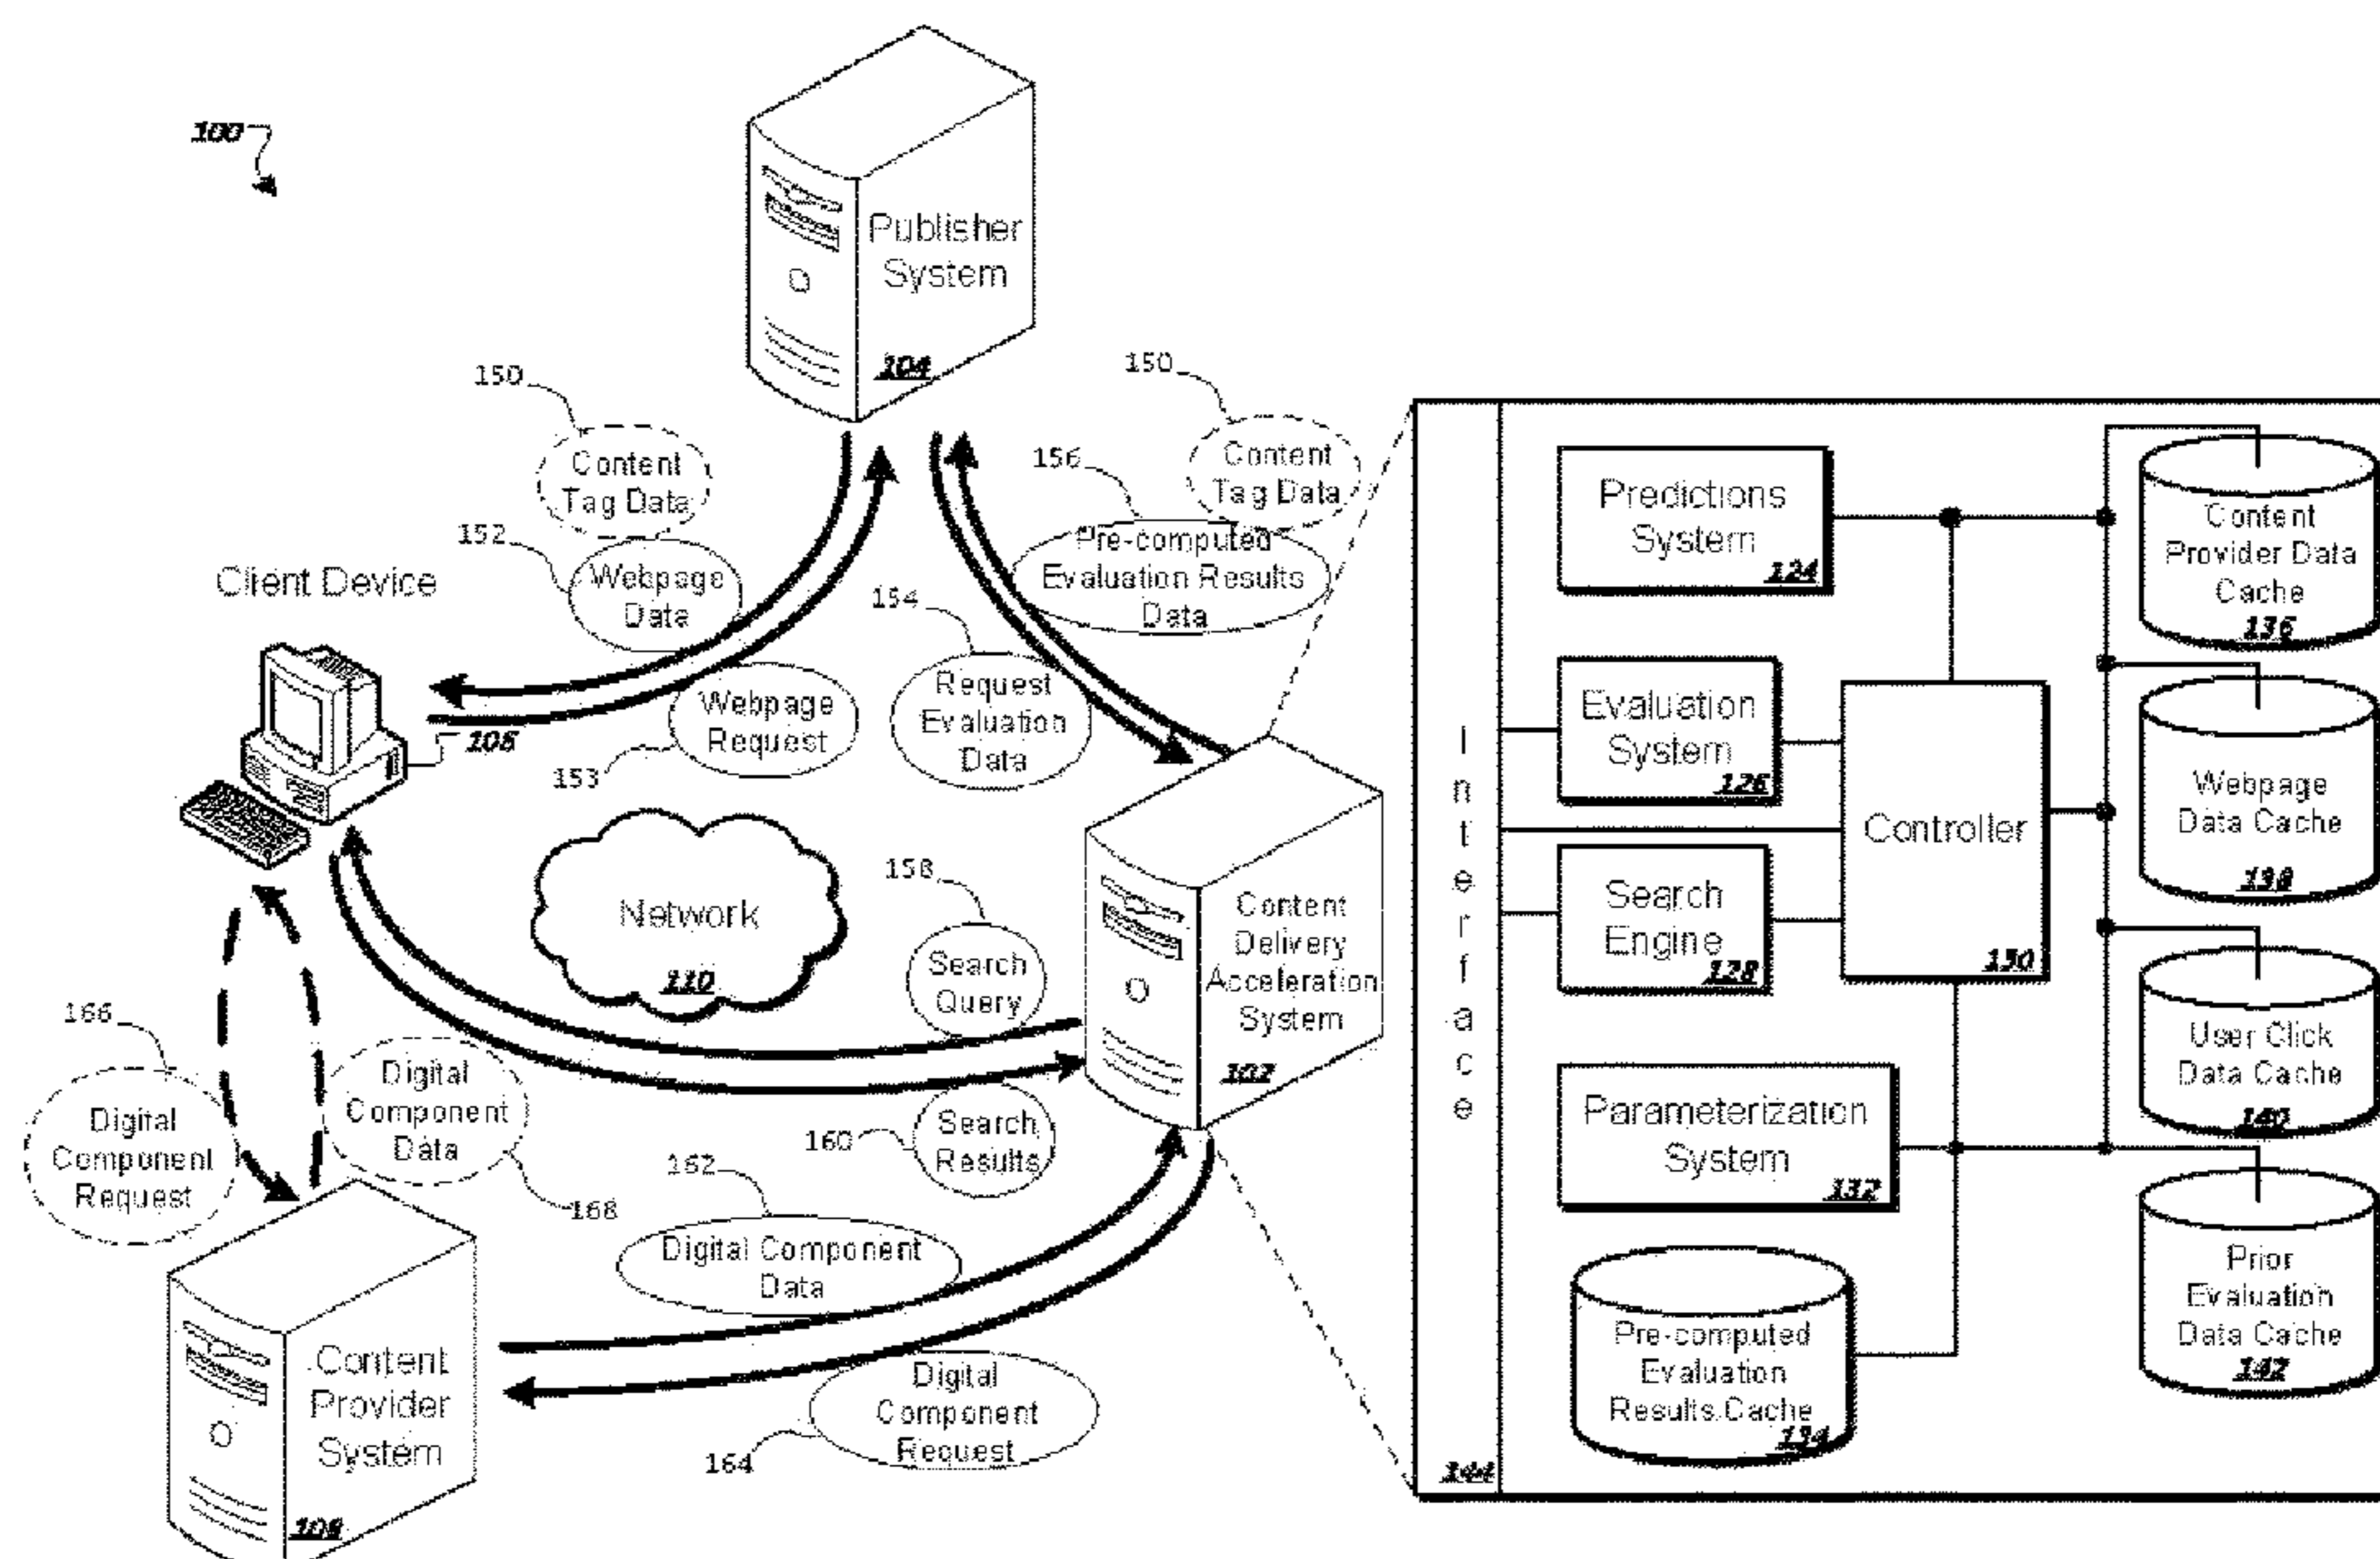 100
Publisher
System
104
150
Content
Tag Data
152
Webpage
Data
Client Device
106
Webpage
Request
153
150
Content
Tag Data
156
Pre-computed
Evaluation Results
Data
154
Request
Evaluation
Data
Network
110
158
Search
Query
Content
Delivery
Acceleration
System
102
160
Search
Results
166
Digital
Component
Request
Digital
Component
Data
168
162
Digital Component
Data
Digital
Component
Request
164
Content
Provider
System
108
Interface
144
Predictions
System
124
Evaluation
System
126
Search
Engine
128
Controller
130
Parameterization
System
132
Pre-computed
Evaluation
Results Cache
134
Content
Provider Data
Cache
136
Webpage
Data Cache
138
User Click
Data Cache
140
Prior
Evaluation
Data Cache
142